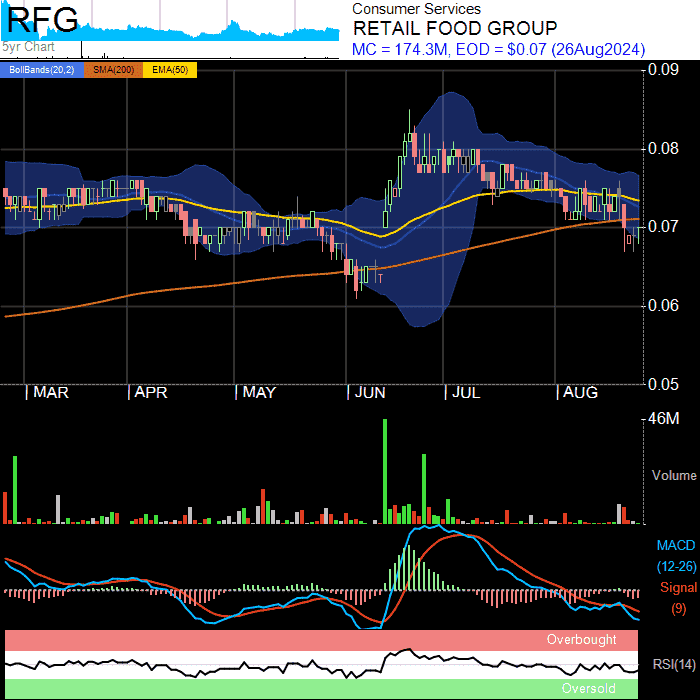 RFG
5yr Chart
Consumer Services
RETAIL FOOD GROUP
MC = 174.3M, EOD = $0.07 (26Aug2024)
BollBands(20,2) SMA(200) EMA(50)
0.09
0.08
0.07
0.06
0.05
MAR APR MAY JUN JUL AUG
46M
Volume
MACD
(12-26)
Signal
(9)
Overbought
RSI(14)
Oversold